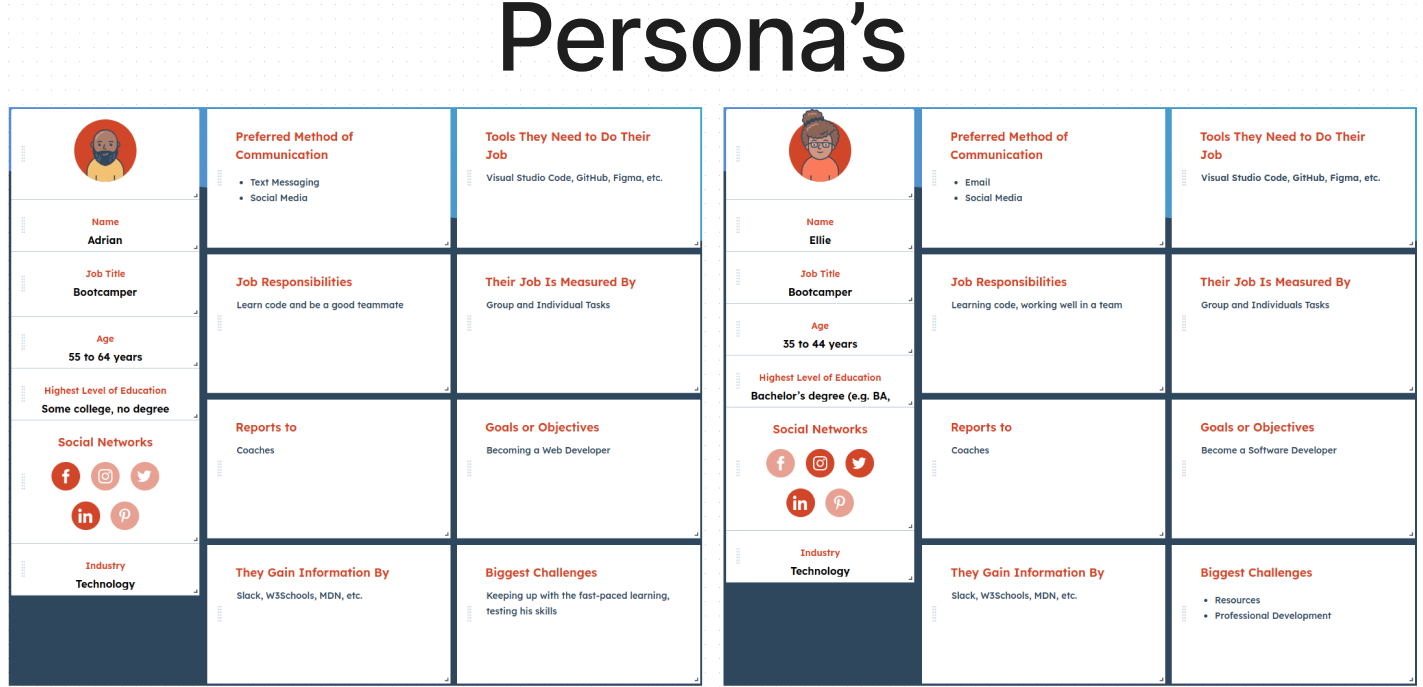 Persona’s
Name
Adrian
Job Title
Bootcamper
Age
55 to 64 years
Highest Level of Education
Some college, no degree
Social Networks
in
Industry
Technology
Preferred Method of
Communication
• Text Messaging
• Social Media
Tools They Need to Do Their
Job
Visual Studio Code, GitHub, Figma, etc.
Job Responsibilities
Learn code and be a good teammate
Their Job Is Measured By
Group and Individual Tasks
Reports to
Coaches
Goals or Objectives
Becoming a Web Developer
They Gain Information By
Slack, W3Schools, MDN, etc.
Biggest Challenges
Keeping up with the fast-paced learning,
testing his skills
Name
Ellie
Job Title
Bootcamper
Age
35 to 44 years
Highest Level of Education
Bachelor’s degree (e.g. BA,
Social Networks
in
Industry
Technology
Preferred Method of
Communication
• Email
• Social Media
Tools They Need to Do Their
Job
Visual Studio Code, GitHub, Figma, etc.
Job Responsibilities
Learning code, working well in a team
Their Job Is Measured By
Group and Individuals Tasks
Reports to
Coaches
Goals or Objectives
Become a Software Developer
They Gain Information By
Slack, W3Schools, MDN, etc.
Biggest Challenges
• Resources
• Professional Development